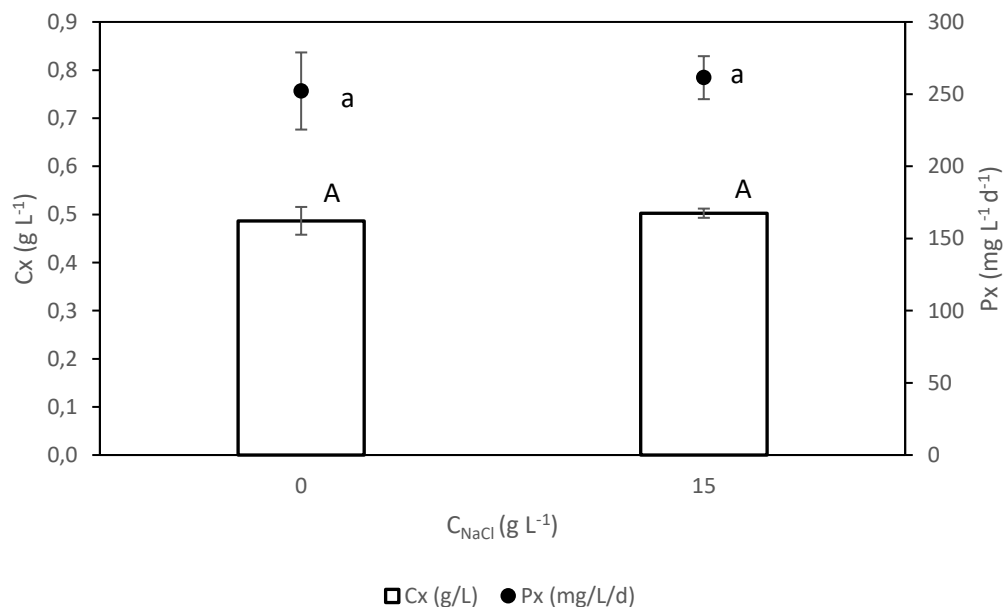 0,9
0,8
0,7
0,6
0,5
0,4
0,3
0,2
0,1
0,0
Cx (g L⁻¹)
300
250
200
150
100
50
0
Px (mg L⁻¹ d⁻¹)
a
a
A
A
0
15
C_NaCl (g L⁻¹)
Cx (g/L) Px (mg/L/d)